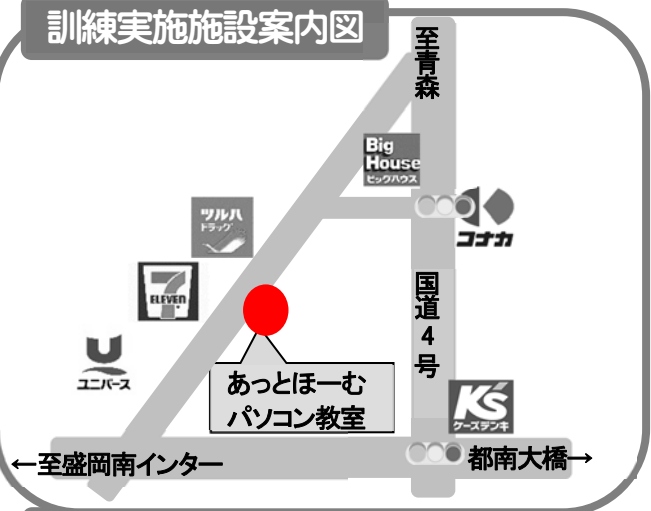 訓練実施施設案内図
至青森
Big
House
ビッグハウス
ツルハ
ドラッグ
コナカ
7
ELEVEN
国道4号
ユニバース
あっとほーむ
パソコン教室
K's
ケーズデンキ
←至盛岡南インター
都南大橋→